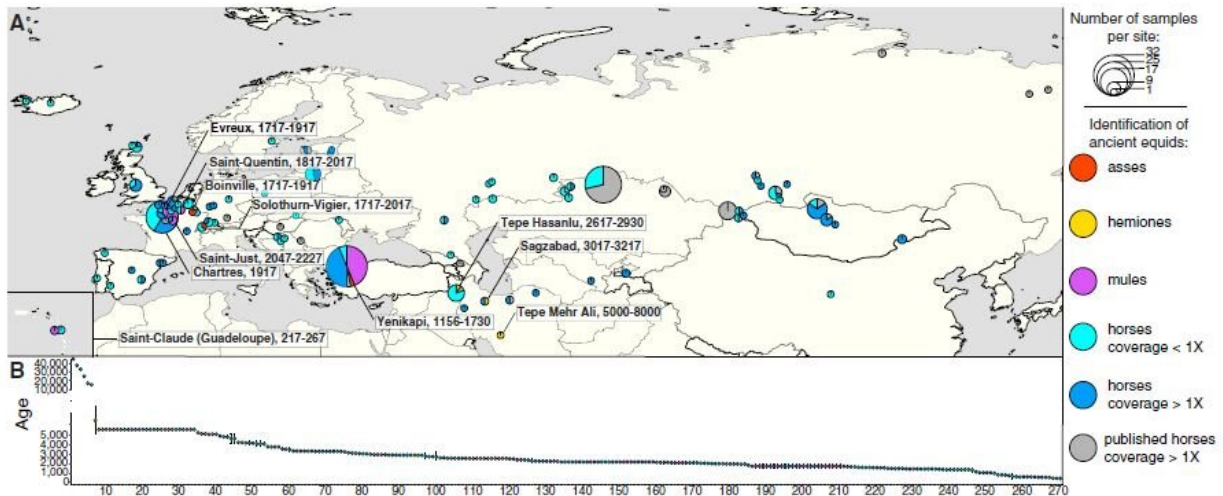 A
Evreux, 1717-1917
Saint-Quentin, 1817-2017
Boinville, 1717-1917
Solothurn-Vigier, 1717-2017
Tepe Hasanlu, 2617-2930
Sagzabad, 3017-3217
Saint-Just, 2047-2227
Chartres, 1917
Yenikapi, 1156-1730
Tepe Mehr Ali, 5000-8000
Saint-Claude (Guadeloupe), 217-267
Number of samples
per site:
32
25
17
9
1
Identification of
ancient equids:
asses
hemiones
mules
horses
coverage < 1X
horses
coverage > 1X
published horses
coverage > 1X
B
Age
40,000
30,000
20,000
10,000
5,000
4,000
3,000
2,000
1,000
0
10 20 30 40 50 60 70 80 90 100 110 120 130 140 150 160 170 180 190 200 210 220 230 240 250 260 270